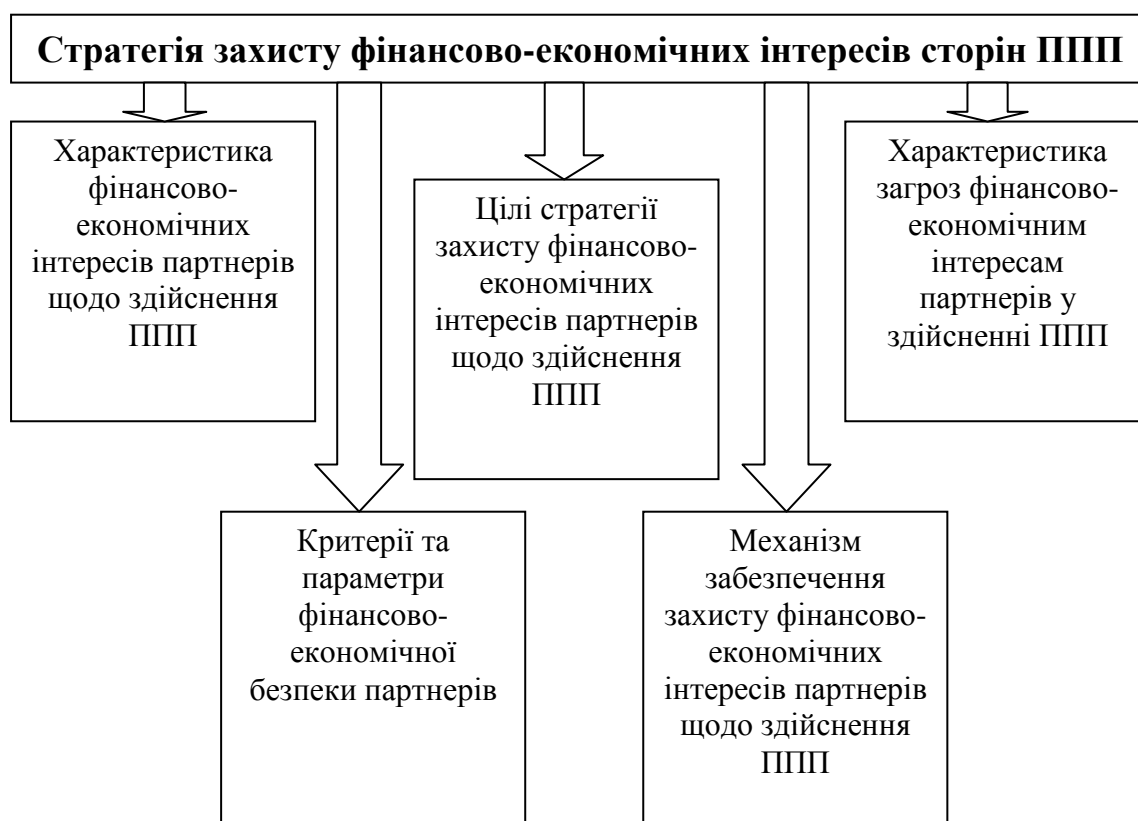 Стратегія захисту фінансово-економічних інтересів сторін ППП
Характеристика
фінансово-
економічних
інтересів партнерів
щодо здійснення
ППП
Цілі стратегії
захисту фінансово-
економічних
інтересів партнерів
щодо здійснення
ППП
Характеристика
загроз фінансово-
економічним
інтересам
партнерів у
здійсненні ППП
Критерії та
параметри
фінансово-
економічної
безпеки партнерів
Механізм
забезпечення
захисту фінансово-
економічних
інтересів партнерів
щодо здійснення
ППП